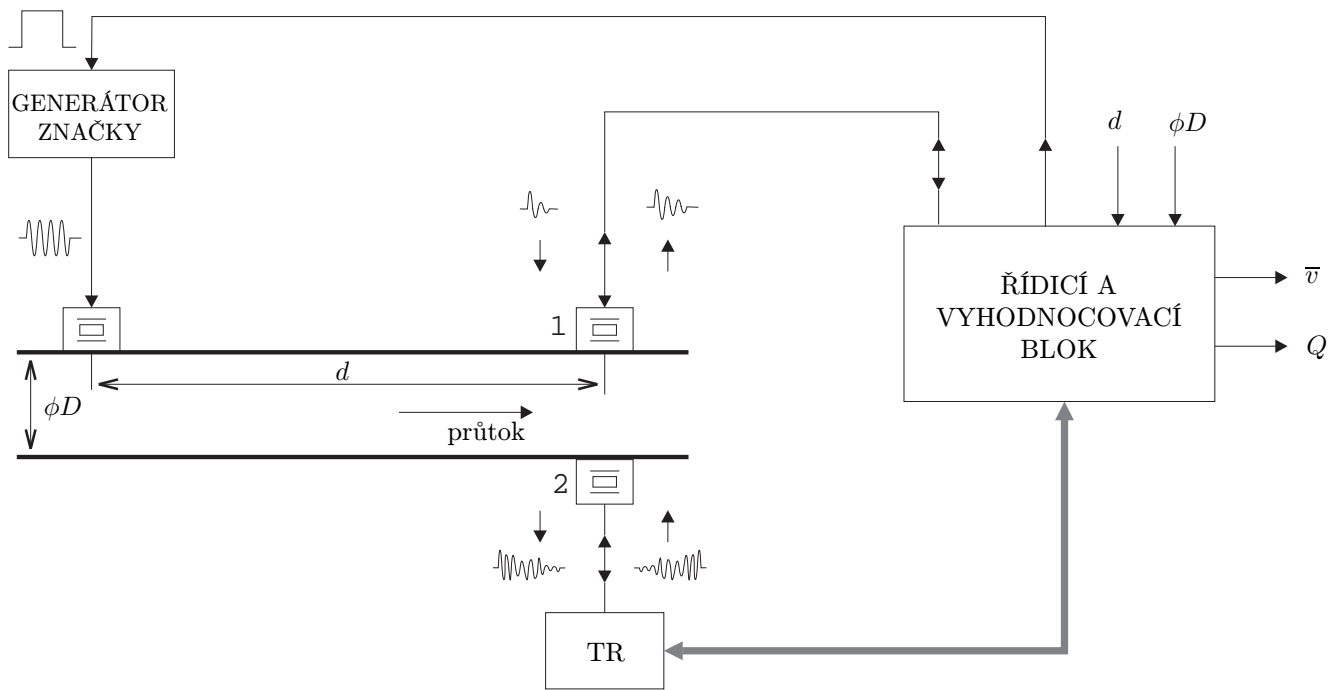 GENERÁTOR
ZNAČKY
d
ϕD
ŘÍDICÍ A
VYHODNOCOVACÍ
BLOK
v̅
Q
1
d
ϕD
průtok
2
TR